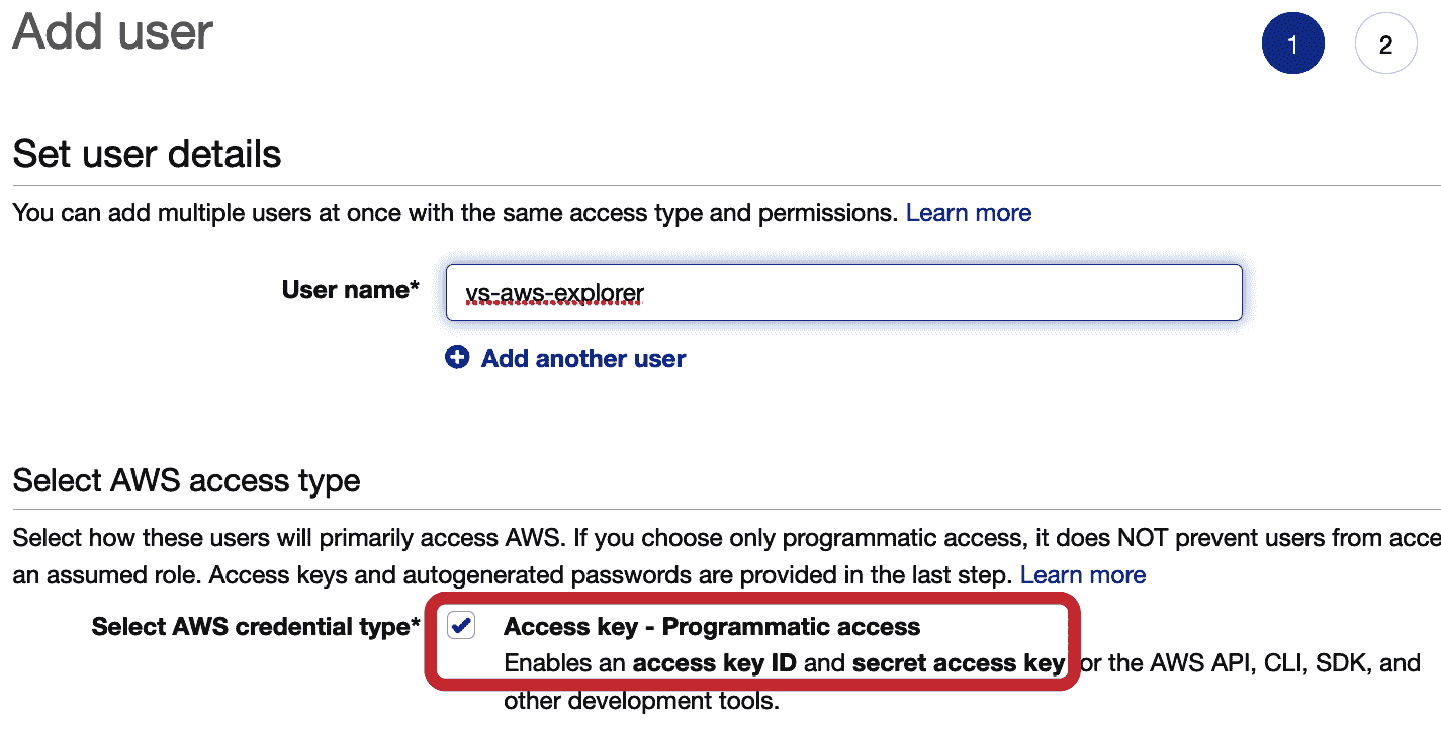 Add user
1
2
Set user details
You can add multiple users at once with the same access type and permissions. Learn more
User name*
vs-aws-explorer
Add another user
Select AWS access type
Select how these users will primarily access AWS. If you choose only programmatic access, it does NOT prevent users from acce
an assumed role. Access keys and autogenerated passwords are provided in the last step. Learn more
Select AWS credential type*
Access key - Programmatic access
Enables an access key ID and secret access key or the AWS API, CLI, SDK, and
other development tools.